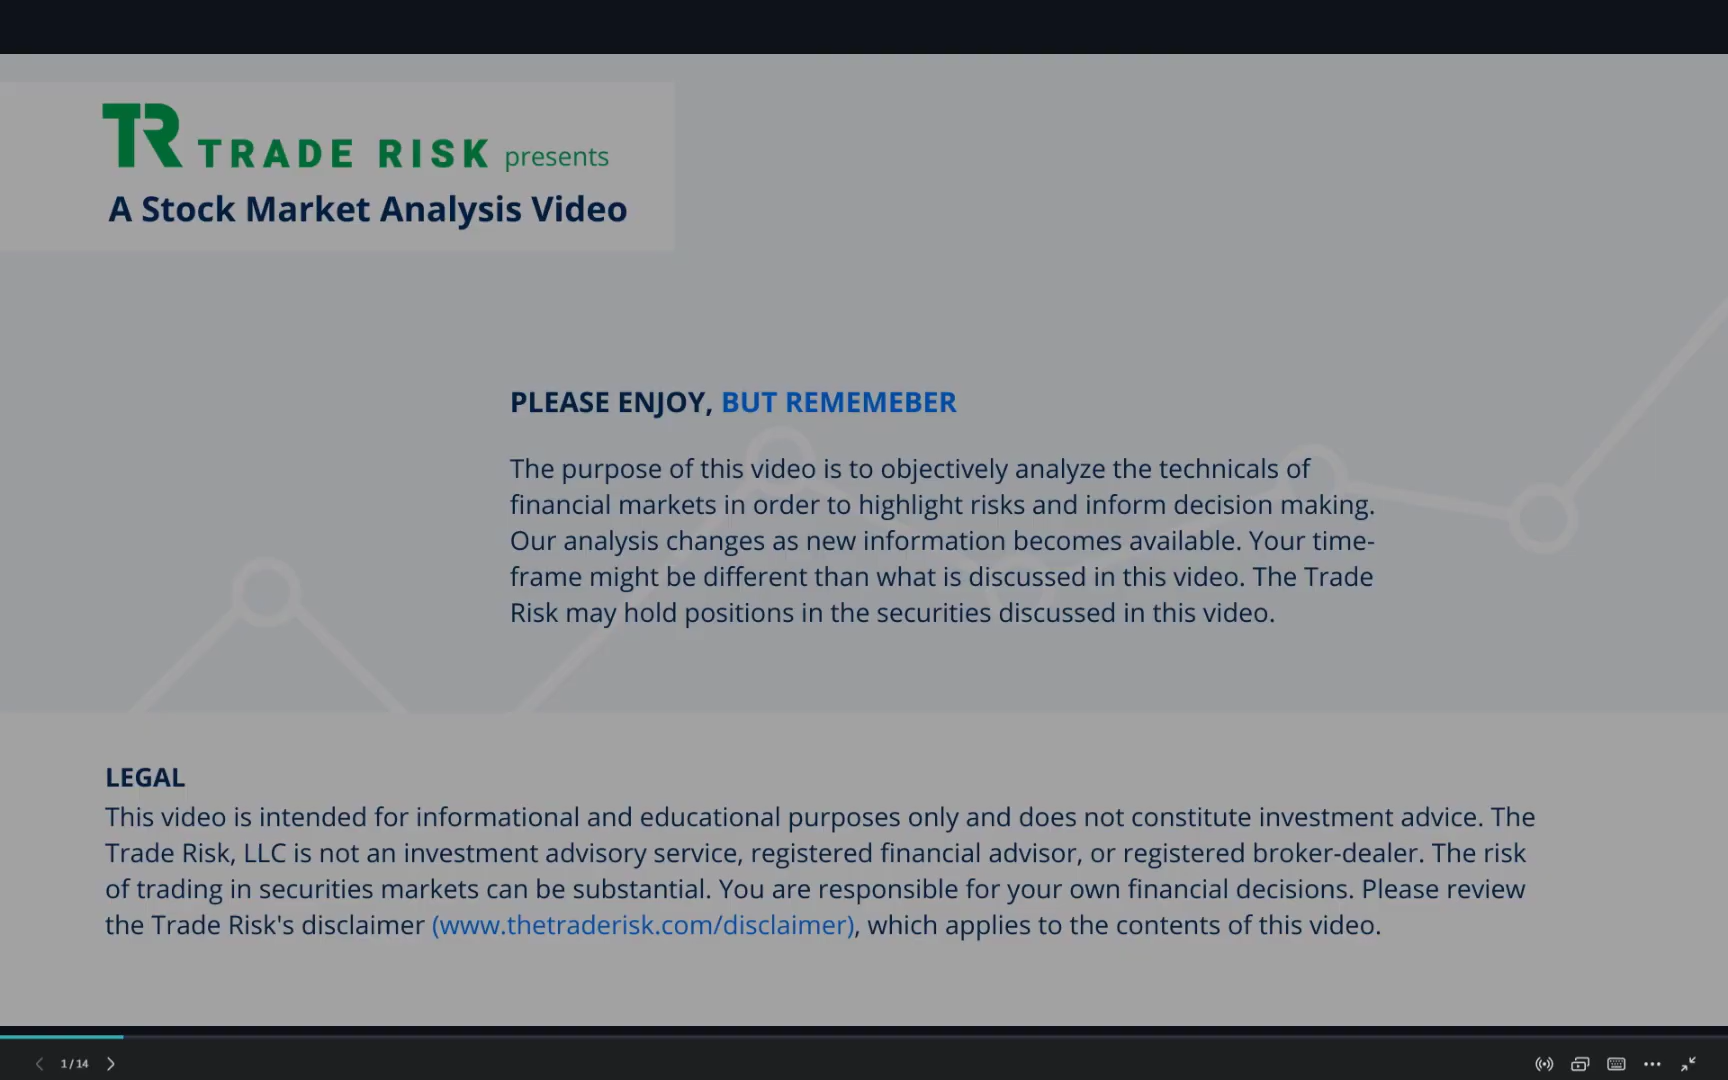 TR TRADE RISK presents
A Stock Market Analysis Video
PLEASE ENJOY, BUT REMEMEBER
The purpose of this video is to objectively analyze the technicals of
financial markets in order to highlight risks and inform decision making.
Our analysis changes as new information becomes available. Your time-
frame might be different than what is discussed in this video. The Trade
Risk may hold positions in the securities discussed in this video.
LEGAL
This video is intended for informational and educational purposes only and does not constitute investment advice. The
Trade Risk, LLC is not an investment advisory service, registered financial advisor, or registered broker-dealer. The risk
of trading in securities markets can be substantial. You are responsible for your own financial decisions. Please review
the Trade Risk's disclaimer (www.thetraderisk.com/disclaimer), which applies to the contents of this video.
1/14